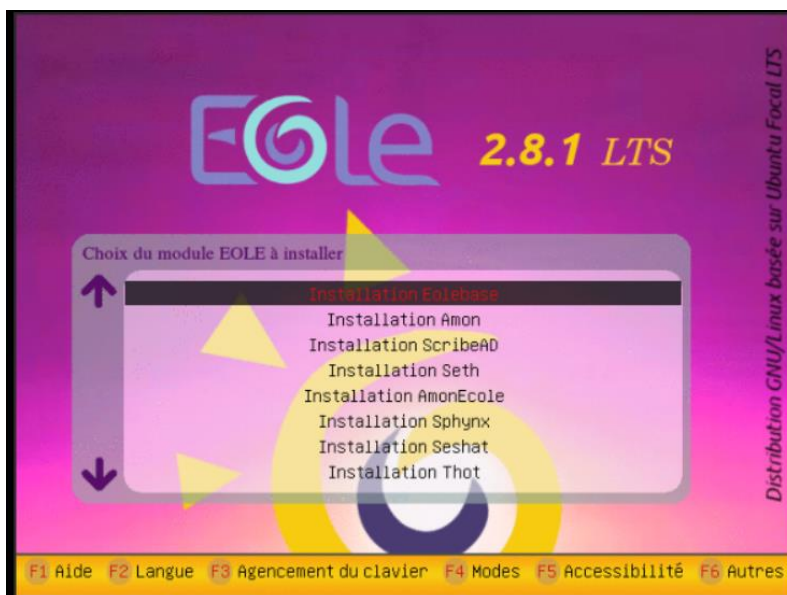 EOLE 2.8.1 LTS
Distribution GNU/Linux basée sur Ubuntu Focal LTS
Choix du module EOLE à installer
Installation Eolebase
Installation Amon
Installation ScribeAD
Installation Seth
Installation AmonEcole
Installation Sphynx
Installation Seshat
Installation Thot
F1 Aide F2 Langue F3 Agencement du clavier F4 Modes F5 Accessibilité F6 Autres